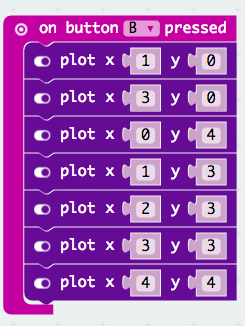 on button B pressed
plot x 1 y 0
plot x 3 y 0
plot x 0 y 4
plot x 1 y 3
plot x 2 y 3
plot x 3 y 3
plot x 4 y 4